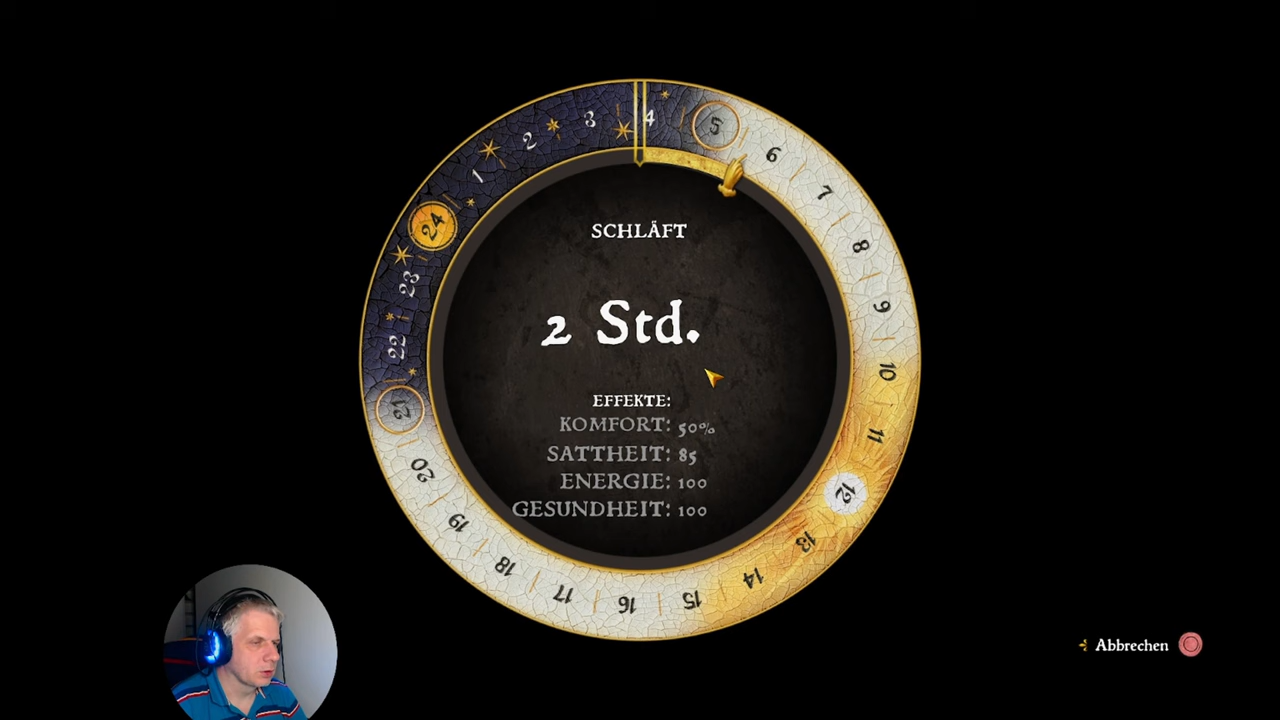 1 2 3 4 5 6 7 8 9 10 11 12 13 14 15 16 17 18 19 20 21 22 23 24
SCHLÄFT
2 Std.
EFFEKTE:
KOMFORT: 50%
SATTHEIT: 85
ENERGIE: 100
GESUNDHEIT: 100
Abbrechen